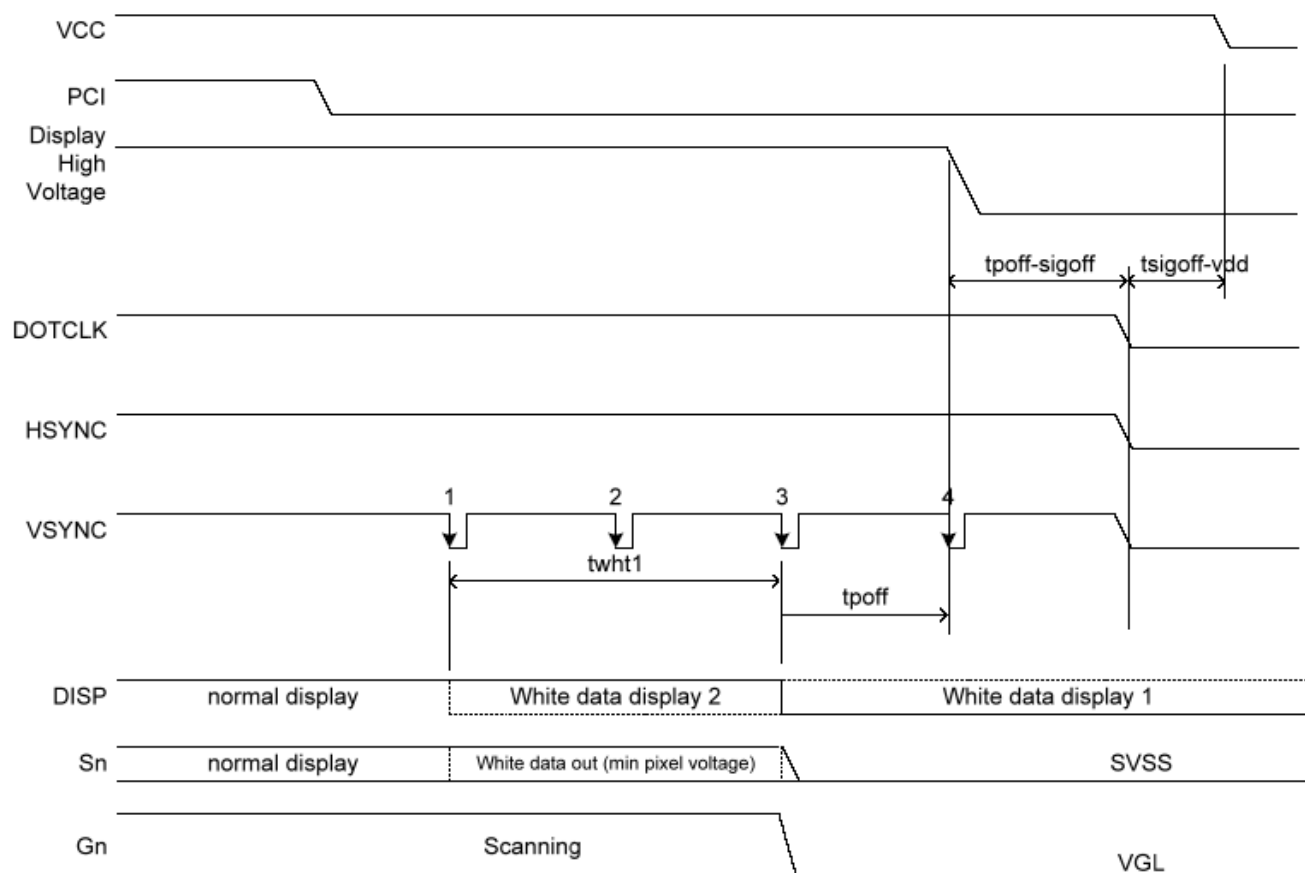 VCC
PCI
Display
High
Voltage
tpoff-sigoff
tsigoff-vdd
DOTCLK
HSYNC
1 2 3 4
VSYNC
twht1
tpoff
DISP normal display White data display 2 White data display 1
Sn normal display White data out (min pixel voltage) SVSS
Gn Scanning VGL